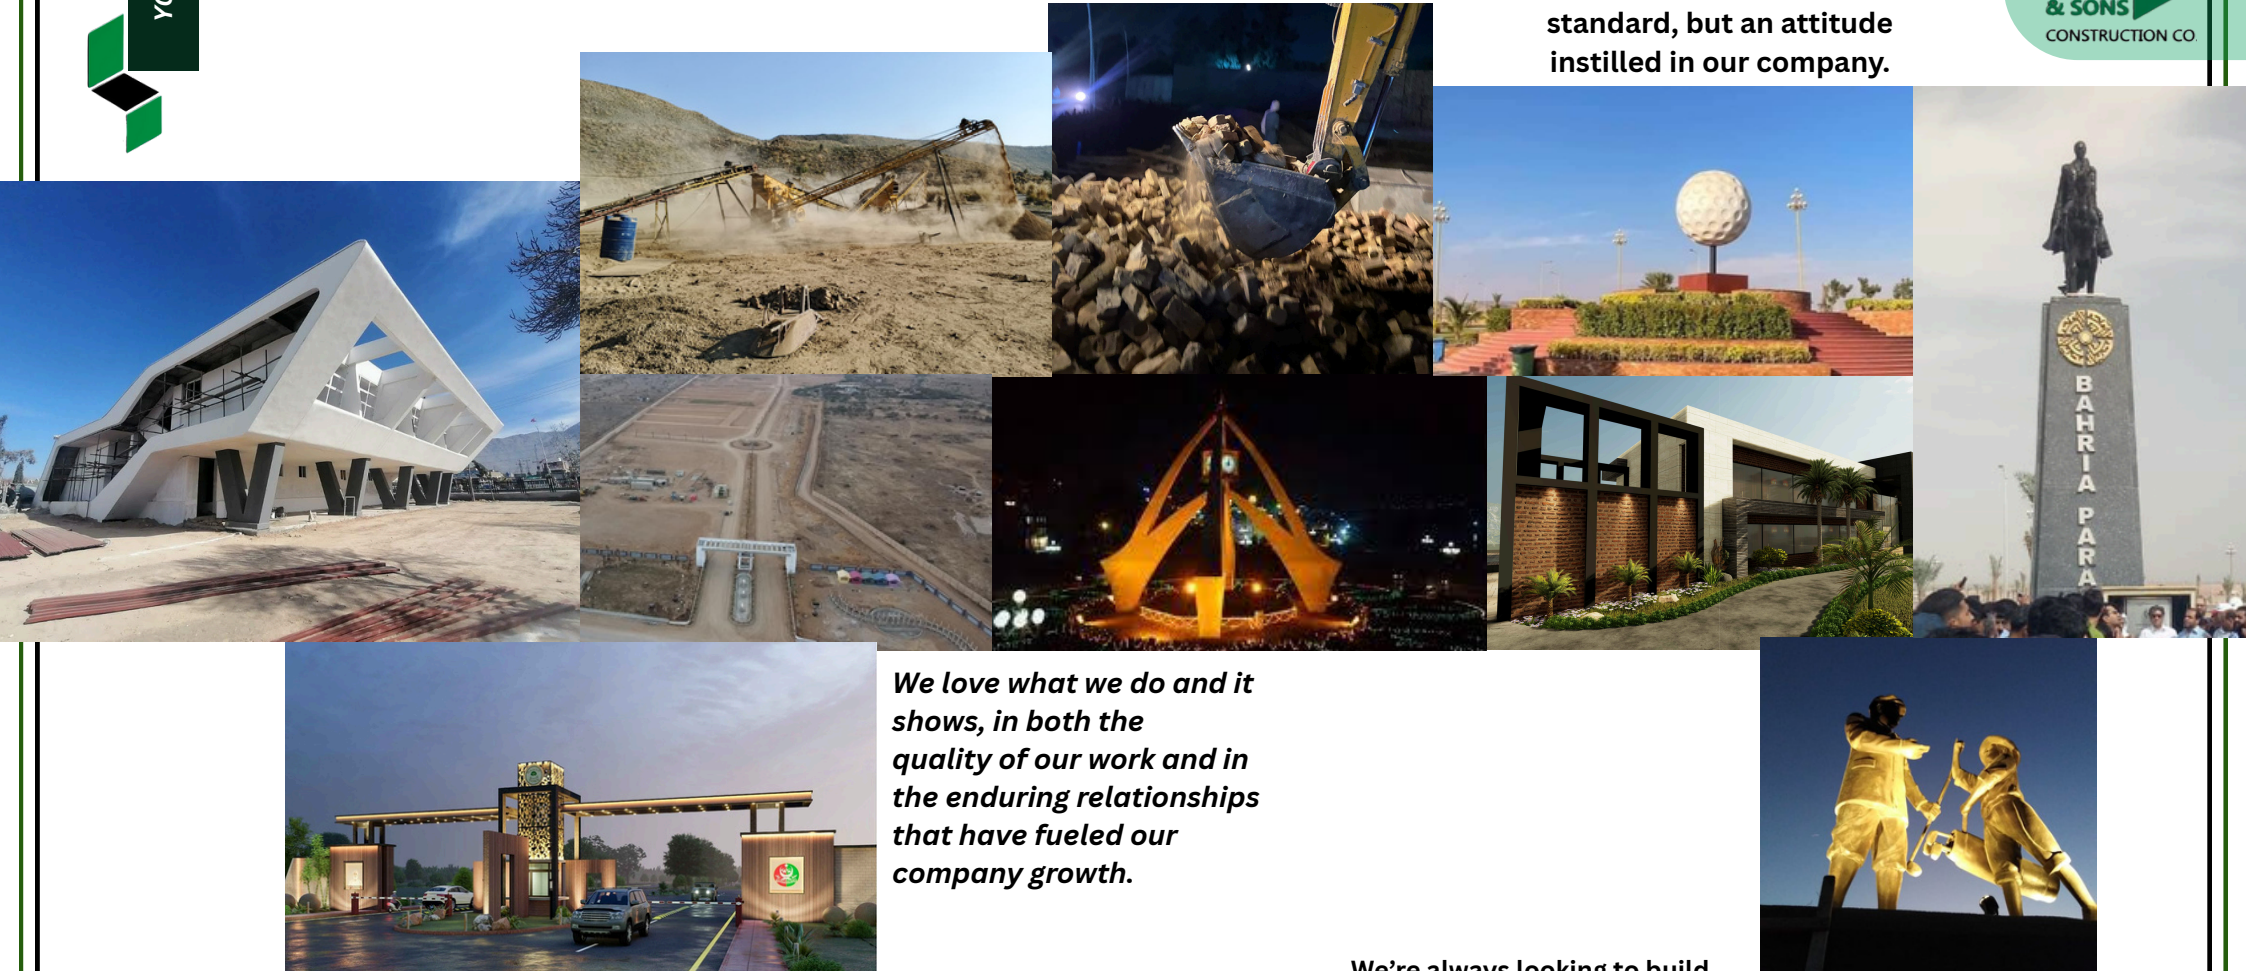 YO
standard, but an attitude
instilled in our company.
& SONS
CONSTRUCTION CO.
BAHRIA PARA
We love what we do and it
shows, in both the
quality of our work and in
the enduring relationships
that have fueled our
company growth.
We're always looking to build